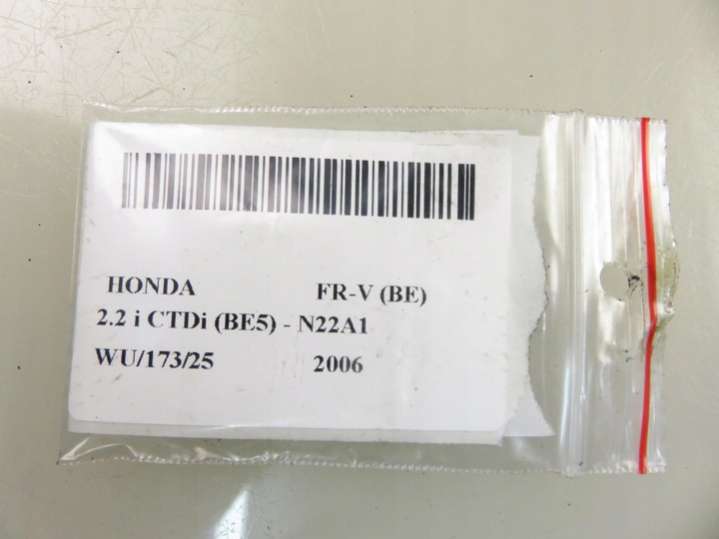 HONDA FR-V (BE)
2.2 i CTDi (BE5) - N22A1
WU/173/25 2006